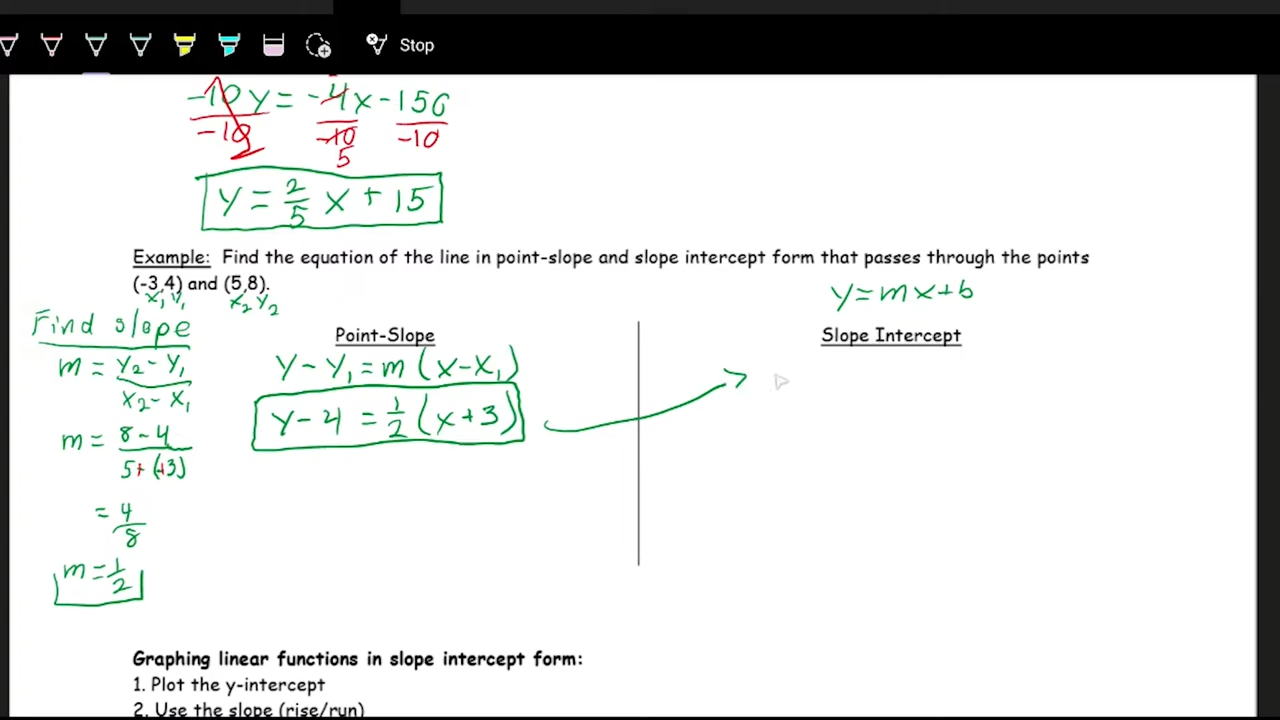 Stop
-10y = -4x -150
-10 -10 -10
5
y = 2/5 x + 15
Example: Find the equation of the line in point-slope and slope intercept form that passes through the points
(-3,4) and (5,8).
x₁ y₁ x₂ y₂
y = mx+b
Find slope
Point-Slope
Slope Intercept
m = y₂ - y₁ / x₂ - x₁
y - y₁ = m (x - x₁)
y - 4 = 1/2 (x + 3)
m = 8 - 4 / 5 + (+3)
= 4/8
m = 1/2
Graphing linear functions in slope intercept form:
1. Plot the y-intercept
2. Use the slope (rise/run)